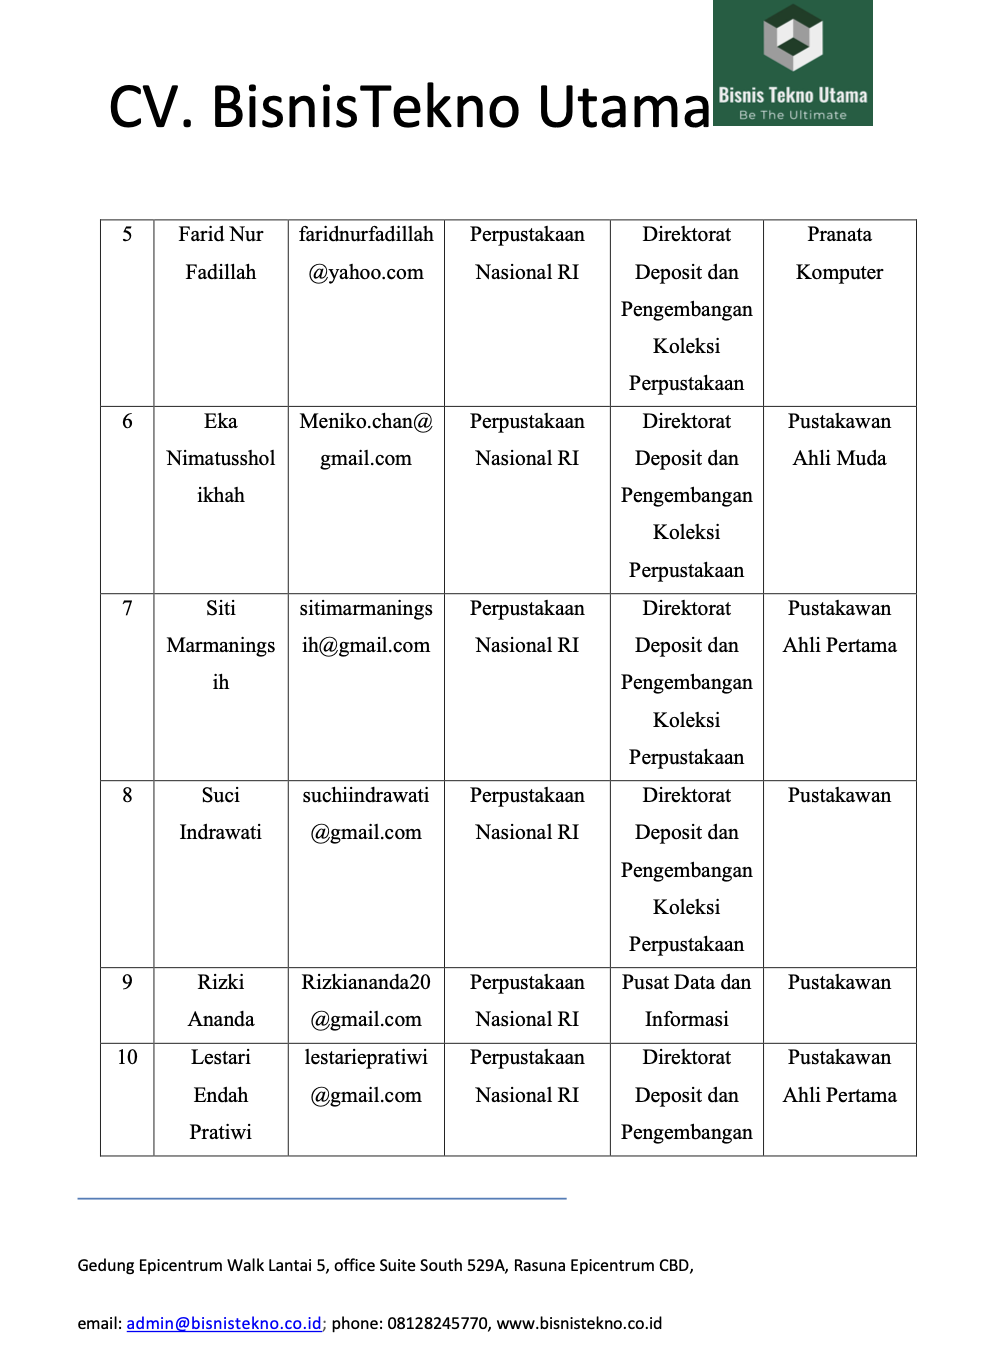 CV. BisnisTekno Utama
Bisnis Tekno Utama
Be The Ultimate
5 Farid Nur faridnurfadillah Perpustakaan Direktorat Pranata
Fadillah @yahoo.com Nasional RI Deposit dan Komputer
Pengembangan
Koleksi
Perpustakaan
6 Eka Meniko.chan@ Perpustakaan Direktorat Pustakawan
Nimatusshol gmail.com Nasional RI Deposit dan Ahli Muda
ikhah Pengembangan
Koleksi
Perpustakaan
7 Siti sitimarmanings Perpustakaan Direktorat Pustakawan
Marmanings ih@gmail.com Nasional RI Deposit dan Ahli Pertama
ih Pengembangan
Koleksi
Perpustakaan
8 Suci suchiindrawati Perpustakaan Direktorat Pustakawan
Indrawati @gmail.com Nasional RI Deposit dan
Pengembangan
Koleksi
Perpustakaan
9 Rizki Rizkiananda20 Perpustakaan Pusat Data dan Pustakawan
Ananda @gmail.com Nasional RI Informasi
10 Lestari lestariepratiwi Perpustakaan Direktorat Pustakawan
Endah @gmail.com Nasional RI Deposit dan Ahli Pertama
Pratiwi Pengembangan
Gedung Epicentrum Walk Lantai 5, office Suite South 529A, Rasuna Epicentrum CBD,
email: admin@bisnistekno.co.id; phone: 08128245770, www.bisnistekno.co.id